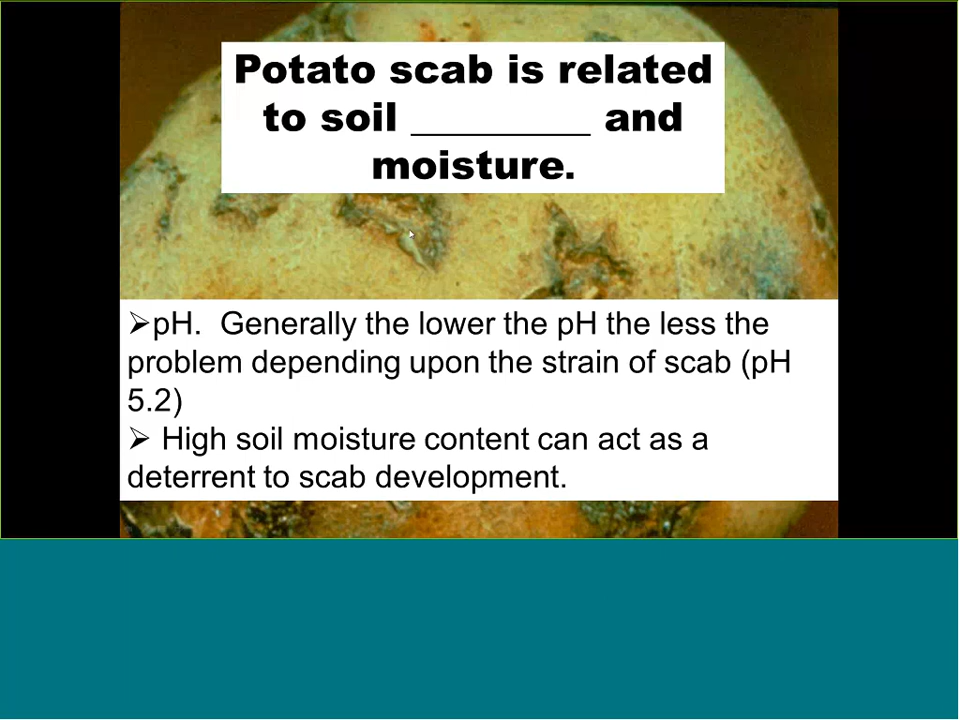 Potato scab is related
to soil _________ and
moisture.
➢pH.  Generally the lower the pH the less the
problem depending upon the strain of scab (pH
5.2)
➢ High soil moisture content can act as a
deterrent to scab development.